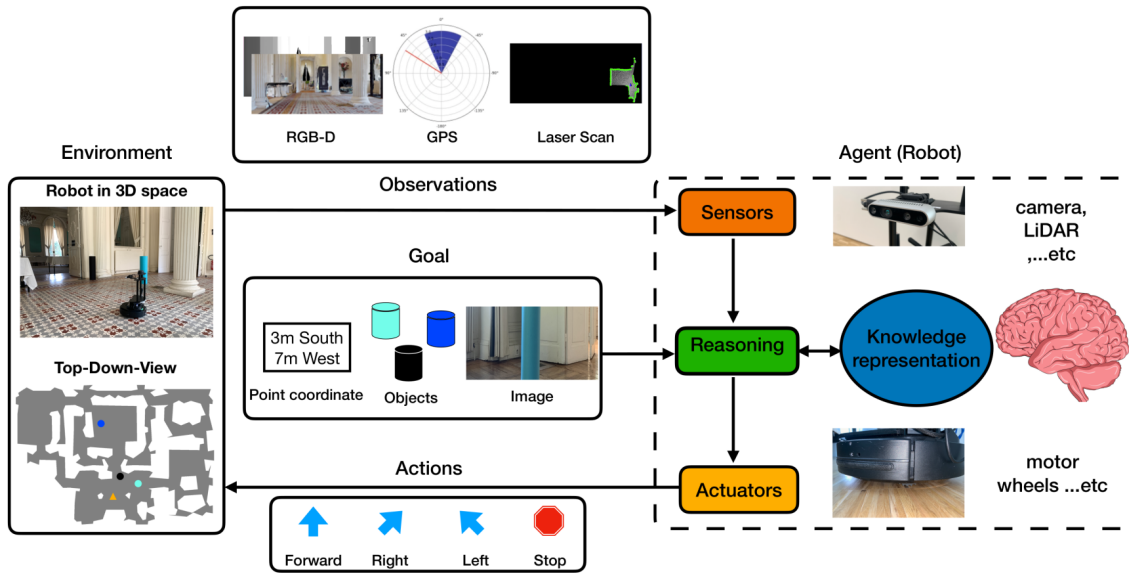 RGB-D
GPS
Laser Scan
Environment
Agent (Robot)
Robot in 3D space
Observations
Sensors
camera,
LiDAR
,...etc
Goal
3m South
7m West
Point coordinate
Objects
Image
Reasoning
Knowledge
representation
Top-Down-View
Actions
Actuators
motor
wheels ...etc
Forward
Right
Left
Stop